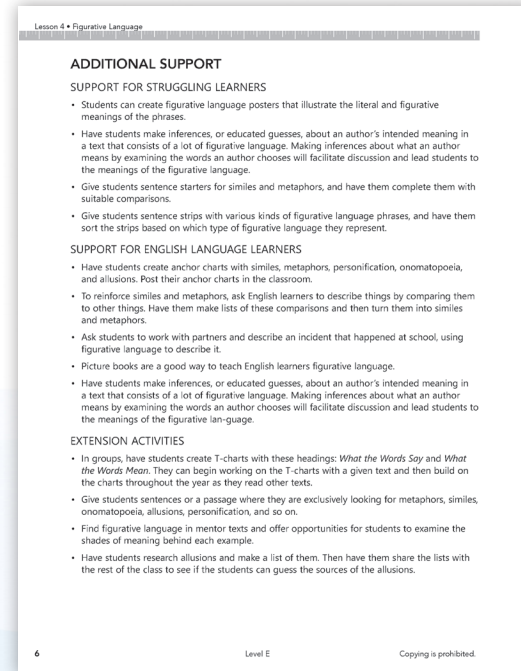 Lesson 4 • Figurative Language
ADDITIONAL SUPPORT
SUPPORT FOR STRUGGLING LEARNERS
• Students can create figurative language posters that illustrate the literal and figurative
meanings of the phrases.
• Have students make inferences, or educated guesses, about an author's intended meaning in
a text that consists of a lot of figurative language. Making inferences about what an author
means by examining the words an author chooses will facilitate discussion and lead students to
the meanings of the figurative language.
• Give students sentence starters for similes and metaphors, and have them complete them with
suitable comparisons.
• Give students sentence strips with various kinds of figurative language phrases, and have them
sort the strips based on which type of figurative language they represent.
SUPPORT FOR ENGLISH LANGUAGE LEARNERS
• Have students create anchor charts with similes, metaphors, personification, onomatopoeia,
and allusions. Post their anchor charts in the classroom.
• To reinforce similes and metaphors, ask English learners to describe things by comparing them
to other things. Have them make lists of these comparisons and then turn them into similes
and metaphors.
• Ask students to work with partners and describe an incident that happened at school, using
figurative language to describe it.
• Picture books are a good way to teach English learners figurative language.
• Have students make inferences, or educated guesses, about an author's intended meaning in
a text that consists of a lot of figurative language. Making inferences about what an author
means by examining the words an author chooses will facilitate discussion and lead students to
the meanings of the figurative lan-guage.
EXTENSION ACTIVITIES
• In groups, have students create T-charts with these headings: What the Words Say and What
the Words Mean. They can begin working on the T-charts with a given text and then build on
the charts throughout the year as they read other texts.
• Give students sentences or a passage where they are exclusively looking for metaphors, similes,
onomatopoeia, allusions, personification, and so on.
• Find figurative language in mentor texts and offer opportunities for students to examine the
shades of meaning behind each example.
• Have students research allusions and make a list of them. Then have them share the lists with
the rest of the class to see if the students can guess the sources of the allusions.
6 Level E Copying is prohibited.